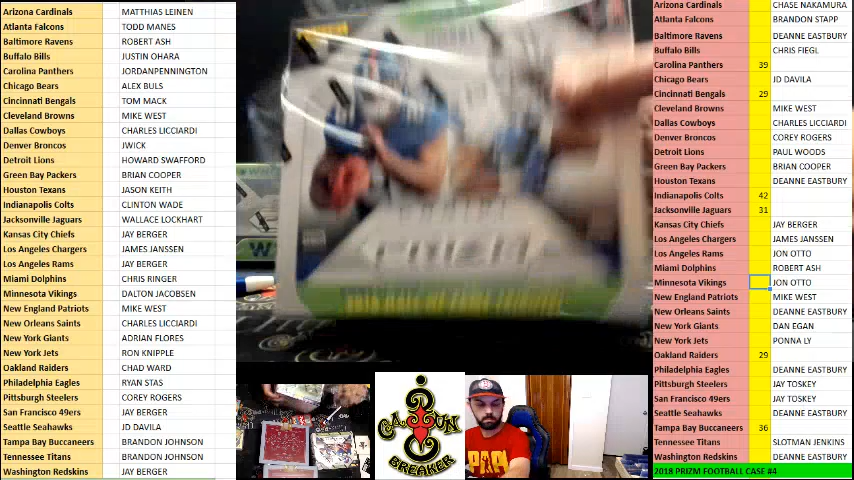 Arizona Cardinals MATTHIAS LEINEN
Atlanta Falcons TODD MANES
Baltimore Ravens ROBERT ASH
Buffalo Bills JUSTIN OHARA
Carolina Panthers JORDANPENNINGTON
Chicago Bears ALEX BULS
Cincinnati Bengals TOM MACK
Cleveland Browns MIKE WEST
Dallas Cowboys CHARLES LICCIARDI
Denver Broncos JWICK
Detroit Lions HOWARD SWAFFORD
Green Bay Packers BRIAN COOPER
Houston Texans JASON KEITH
Indianapolis Colts CLINTON WADE
Jacksonville Jaguars WALLACE LOCKHART
Kansas City Chiefs JAY BERGER
Los Angeles Chargers JAMES JANSSEN
Los Angeles Rams JAY BERGER
Miami Dolphins CHRIS RINGER
Minnesota Vikings DALTON JACOBSEN
New England Patriots MIKE WEST
New Orleans Saints CHARLES LICCIARDI
New York Giants ADRIAN FLORES
New York Jets RON KNIPPLE
Oakland Raiders CHAD WARD
Philadelphia Eagles RYAN STAS
Pittsburgh Steelers COREY ROGERS
San Francisco 49ers JAY BERGER
Seattle Seahawks JD DAVILA
Tampa Bay Buccaneers BRANDON JOHNSON
Tennessee Titans BRANDON JOHNSON
Washington Redskins JAY BERGER
CAJUN
BREAKER
PAPI
Arizona Cardinals CHASE NAKAMURA
Atlanta Falcons BRANDON STAPP
Baltimore Ravens DEANNE EASTBURY
Buffalo Bills CHRIS FIEGL
Carolina Panthers 39
Chicago Bears JD DAVILA
Cincinnati Bengals 29
Cleveland Browns MIKE WEST
Dallas Cowboys CHARLES LICCIARDI
Denver Broncos COREY ROGERS
Detroit Lions PAUL WOODS
Green Bay Packers BRIAN COOPER
Houston Texans DEANNE EASTBURY
Indianapolis Colts 42
Jacksonville Jaguars 31
Kansas City Chiefs JAY BERGER
Los Angeles Chargers JAMES JANSSEN
Los Angeles Rams JON OTTO
Miami Dolphins ROBERT ASH
Minnesota Vikings JON OTTO
New England Patriots MIKE WEST
New Orleans Saints DEANNE EASTBURY
New York Giants DAN EGAN
New York Jets PONNA LY
Oakland Raiders 29
Philadelphia Eagles DEANNE EASTBURY
Pittsburgh Steelers JAY TOSKEY
San Francisco 49ers JAY TOSKEY
Seattle Seahawks DEANNE EASTBURY
Tampa Bay Buccaneers 36
Tennessee Titans SLOTMAN JENKINS
Washington Redskins DEANNE EASTBURY
2018 PRIZM FOOTBALL CASE #4